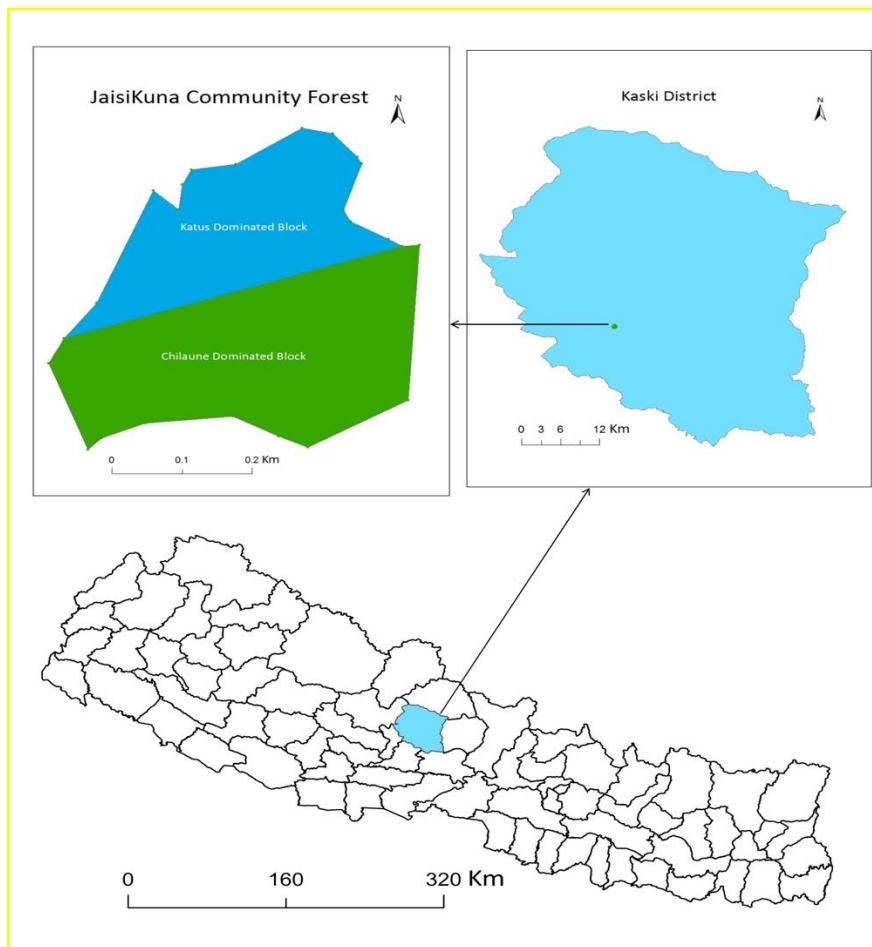 JaisiKuna Community Forest
N
Katus Dominated Block
Chilaune Dominated Block
0 0.1 0.2 Km
Kaski District
N
0 3 6 12 Km
0 160 320 Km